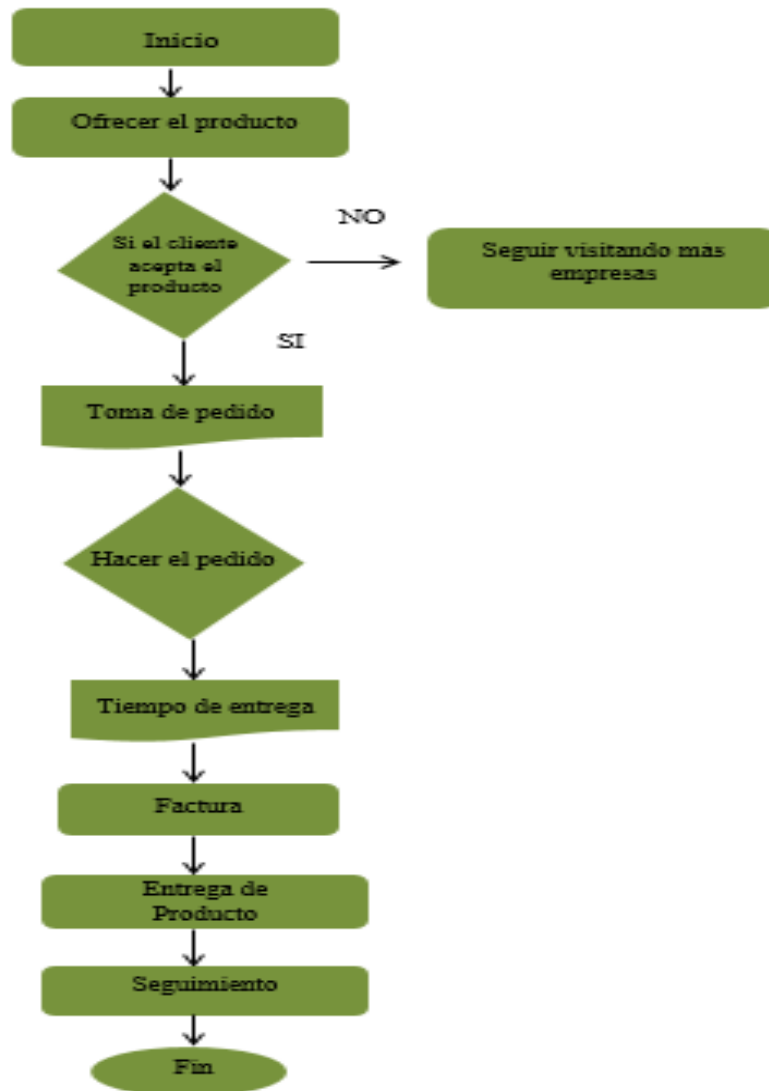 Inicio
Ofrecer el producto
Si el cliente
acepta el
producto
NO
Seguir visitando más
empresas
SI
Toma de pedido
Hacer el pedido
Tiempo de entrega
Factura
Entrega de
Producto
Seguimiento
Fin